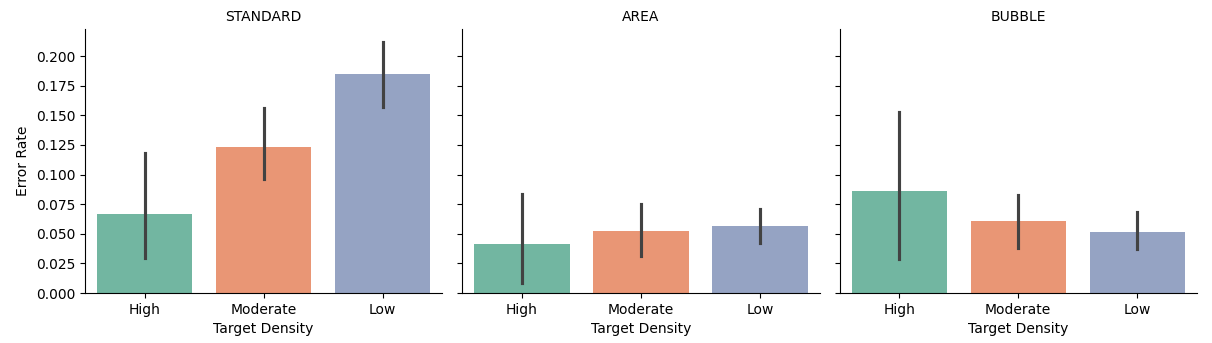 STANDARD
AREA
BUBBLE
Error Rate
0.200
0.175
0.150
0.125
0.100
0.075
0.050
0.025
0.000
High Moderate Low
Target Density
High Moderate Low
Target Density
High Moderate Low
Target Density